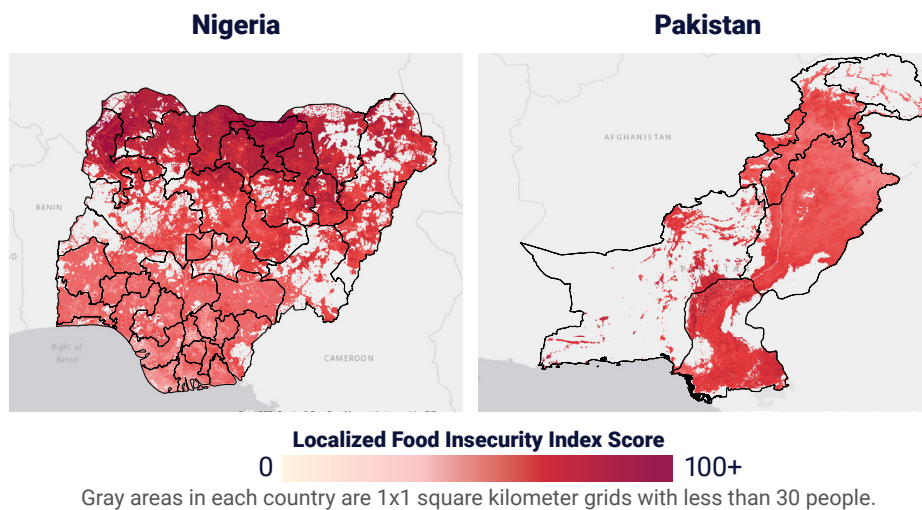 Nigeria
Pakistan
AFGHANISTAN
BENIN
Bight of
Benin
CAMEROON
Localized Food Insecurity Index Score
0
100+
Gray areas in each country are 1x1 square kilometer grids with less than 30 people.